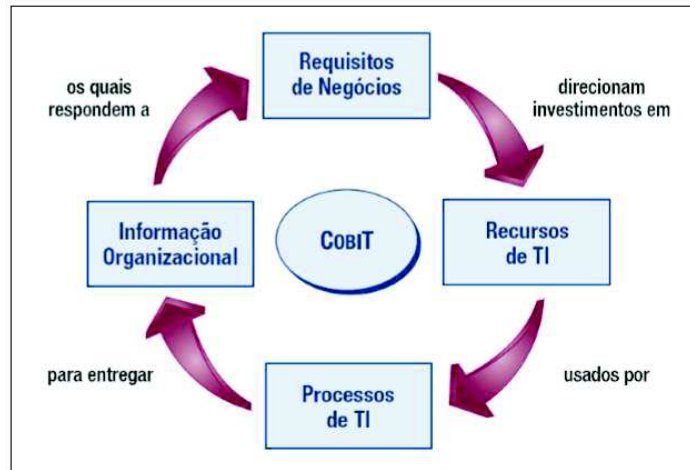 Requisitos
de Negócios
direcionam
investimentos em
Recursos
de TI
usados por
Processos
de TI
para entregar
Informação
Organizacional
os quais
respondem a
COBIT